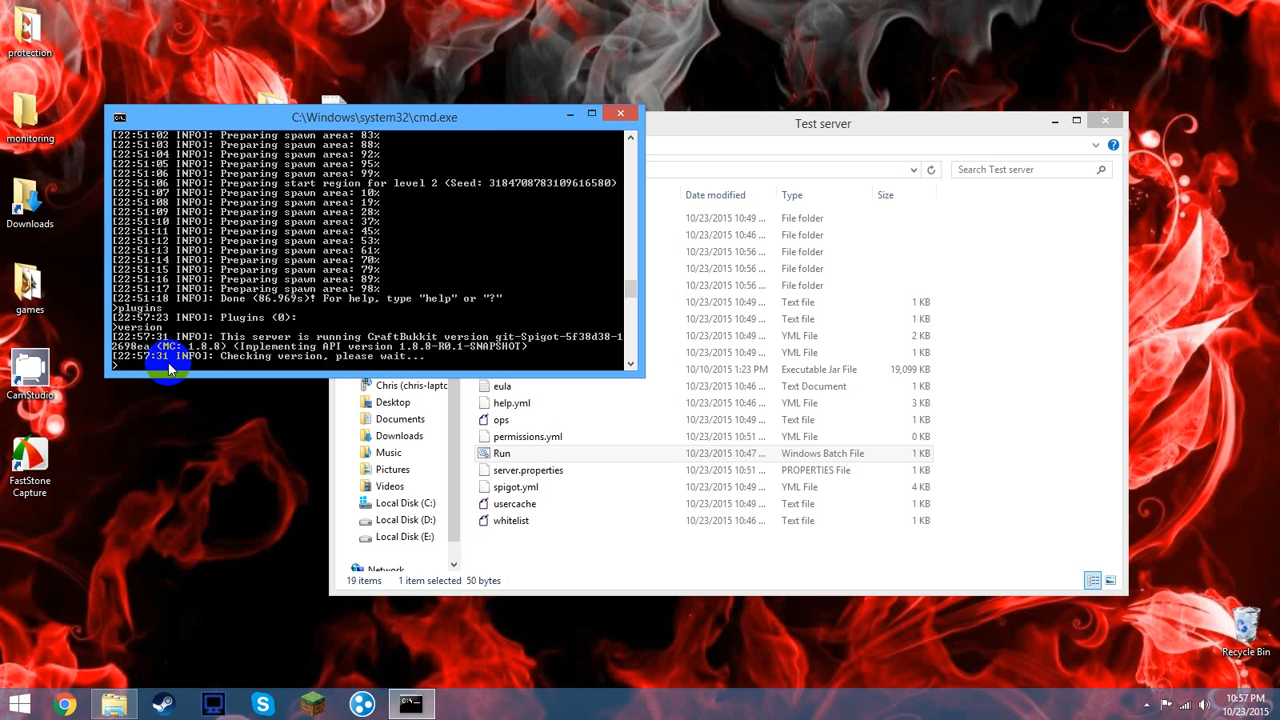 protection
monitoring
Downloads
games
CamStudio
FastStone
Capture
C:\Windows\system32\cmd.exe
[22:51:02 INFO]: Preparing spawn area: 83%
[22:51:03 INFO]: Preparing spawn area: 88%
[22:51:04 INFO]: Preparing spawn area: 92%
[22:51:05 INFO]: Preparing spawn area: 95%
[22:51:06 INFO]: Preparing spawn area: 99%
[22:51:06 INFO]: Preparing start region for level 2 (Seed: 3184708783109616580)
[22:51:07 INFO]: Preparing spawn area: 10%
[22:51:08 INFO]: Preparing spawn area: 19%
[22:51:09 INFO]: Preparing spawn area: 28%
[22:51:10 INFO]: Preparing spawn area: 37%
[22:51:11 INFO]: Preparing spawn area: 45%
[22:51:12 INFO]: Preparing spawn area: 53%
[22:51:13 INFO]: Preparing spawn area: 61%
[22:51:14 INFO]: Preparing spawn area: 70%
[22:51:15 INFO]: Preparing spawn area: 79%
[22:51:16 INFO]: Preparing spawn area: 89%
[22:51:17 INFO]: Preparing spawn area: 98%
[22:51:18 INFO]: Done (86.969s)! For help, type "help" or "?"
>plugins
[22:57:23 INFO]: Plugins (0):
>version
[22:57:31 INFO]: This server is running CraftBukkit version git-Spigot-5f38d38-1
2698ea (MC: 1.8.8) (Implementing API version 1.8.8-R0.1-SNAPSHOT)
[22:57:31 INFO]: Checking version, please wait...
>
Test server
Search Test server
Date modified Type Size
10/23/2015 10:49 ... File folder
10/23/2015 10:46 ... File folder
10/23/2015 10:56 ... File folder
10/23/2015 10:49 ... File folder
10/23/2015 10:56 ... File folder
10/23/2015 10:46 ... Text file 1 KB
10/23/2015 10:49 ... YML File 2 KB
10/23/2015 10:46 ... Text file 1 KB
10/23/2015 10:46 ... Text file 1 KB
10/23/2015 10:49 ... YML File 1 KB
10/10/2015 1:23 PM Executable Jar File 19,099 KB
Chris (chris-laptc
Desktop
Documents
Downloads
Music
Pictures
Videos
Local Disk (C:)
Local Disk (D:)
Local Disk (E:)
Network
eula 10/23/2015 10:46 ... Text Document 1 KB
help.yml 10/23/2015 10:46 ... YML File 3 KB
ops 10/23/2015 10:49 ... Text file 1 KB
permissions.yml 10/23/2015 10:51 ... YML File 0 KB
Run 10/23/2015 10:47 ... Windows Batch File 1 KB
server.properties 10/23/2015 10:51 ... PROPERTIES File 1 KB
spigot.yml 10/23/2015 10:49 ... YML File 4 KB
usercache 10/23/2015 10:49 ... Text file 1 KB
whitelist 10/23/2015 10:46 ... Text file 1 KB
19 items 1 item selected 50 bytes
Recycle Bin
10:57 PM
10/23/2015